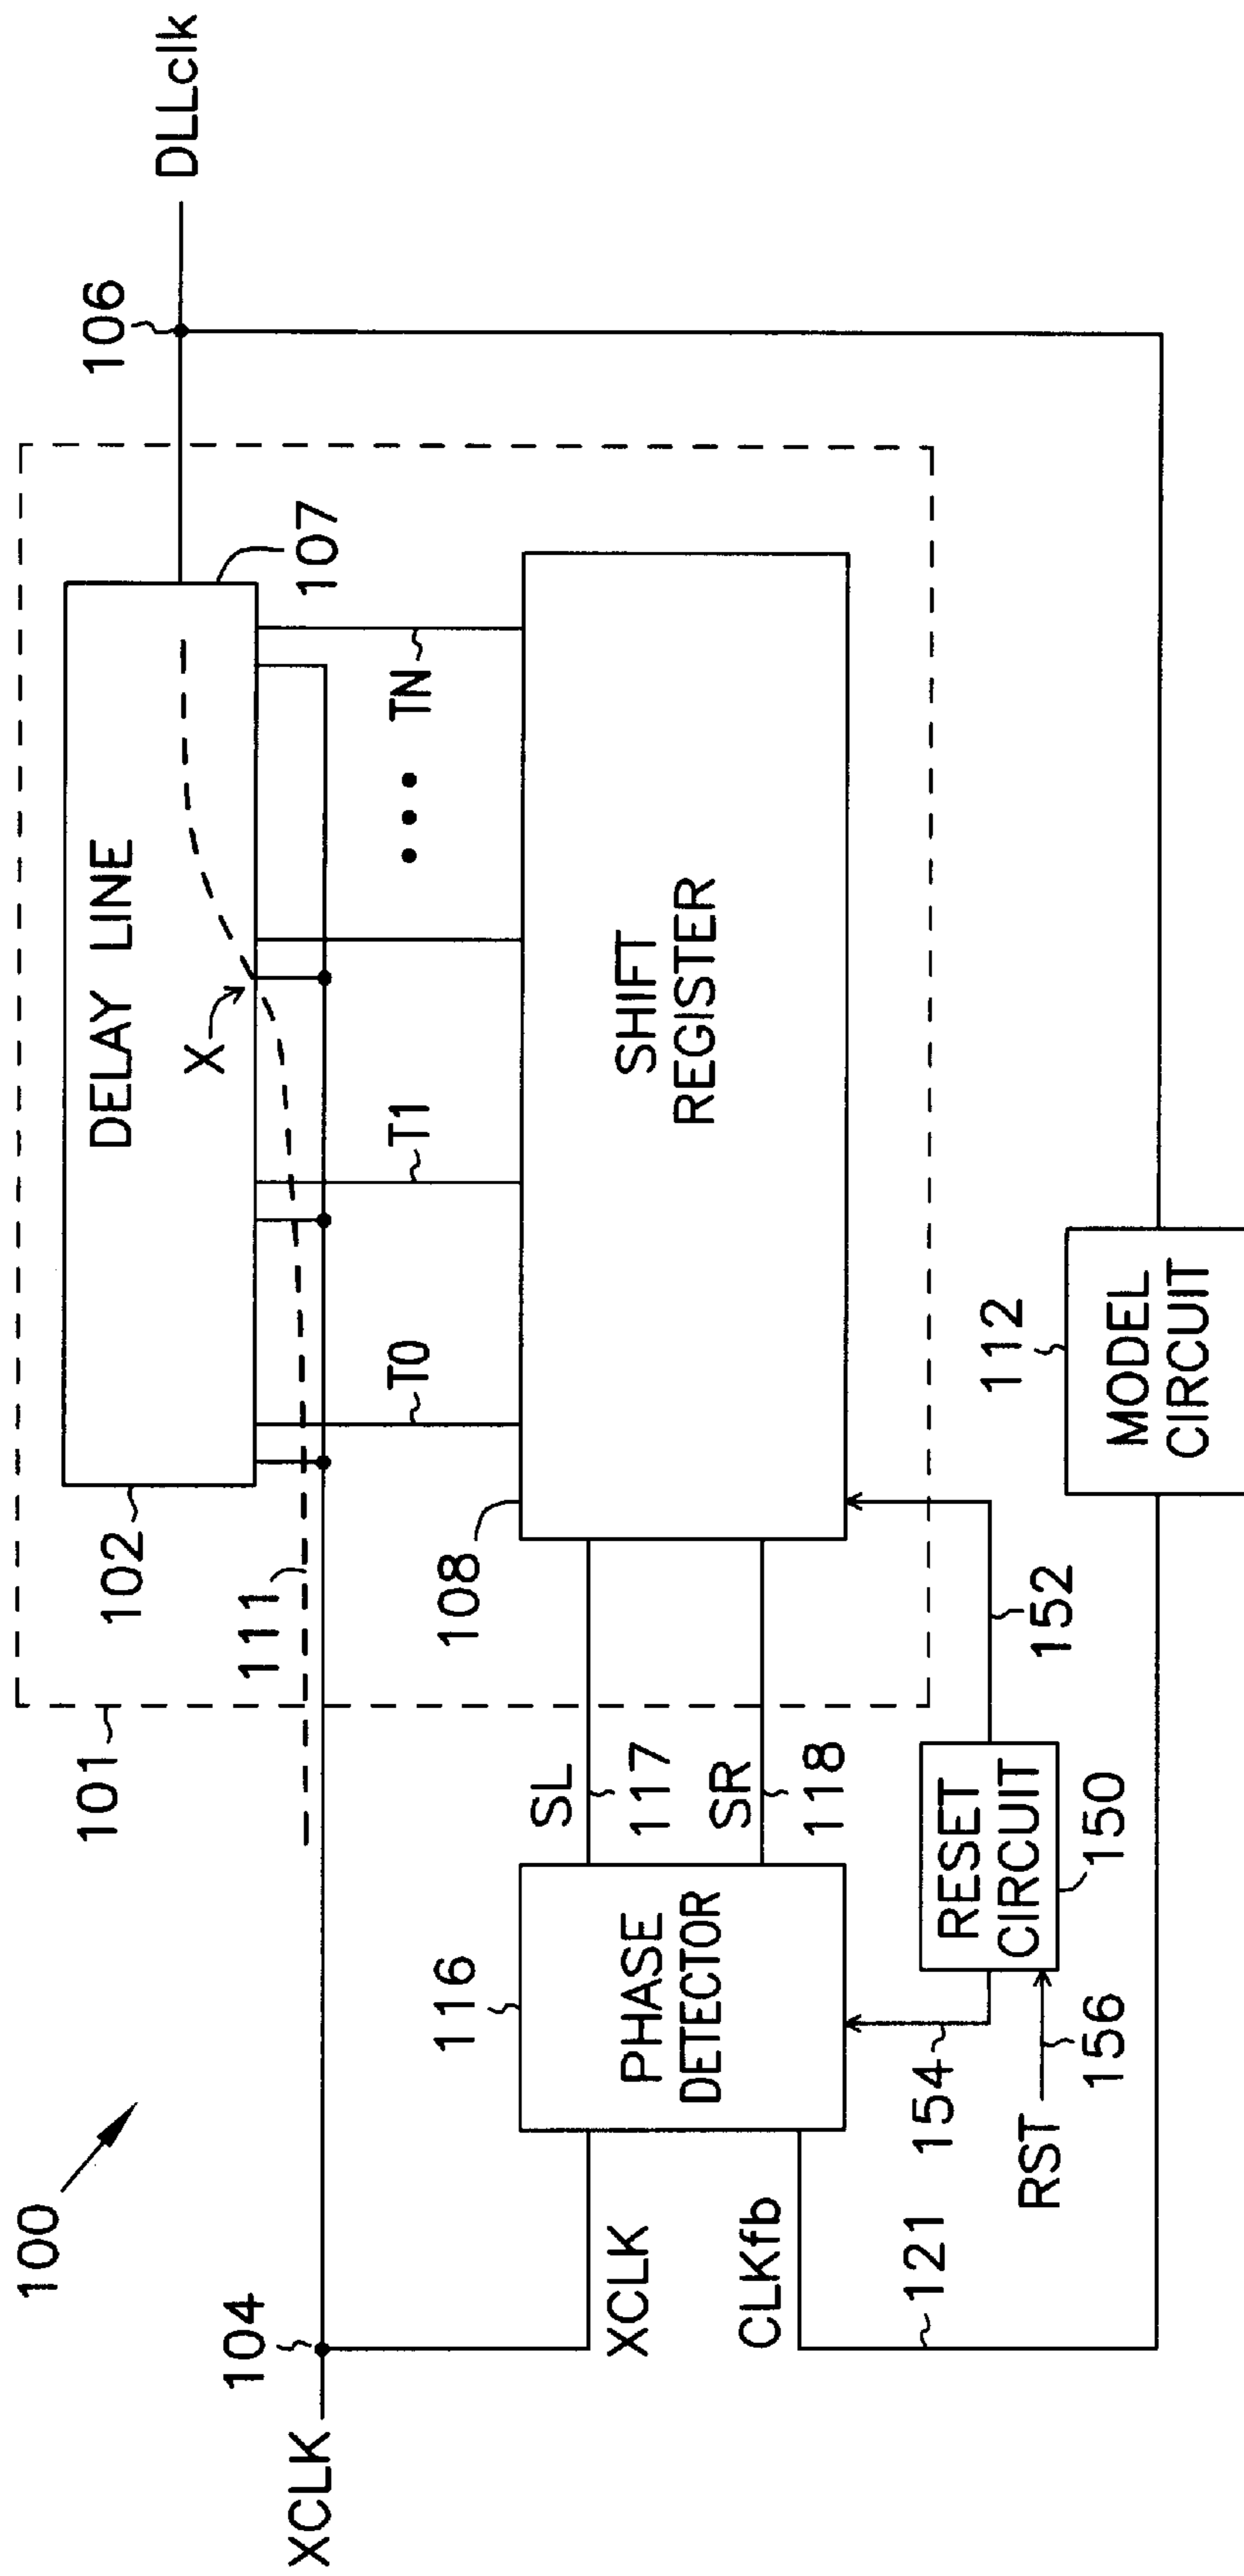 100
XCLK
104
101
111
102
DELAY LINE
X
107
106
DLLclk
T0
T1
TN
108
SHIFT
REGISTER
XCLK
CLKfb
116
PHASE
DETECTOR
SL
117
SR
118
121
154
RST
156
RESET
CIRCUIT
150
152
112
MODEL
CIRCUIT